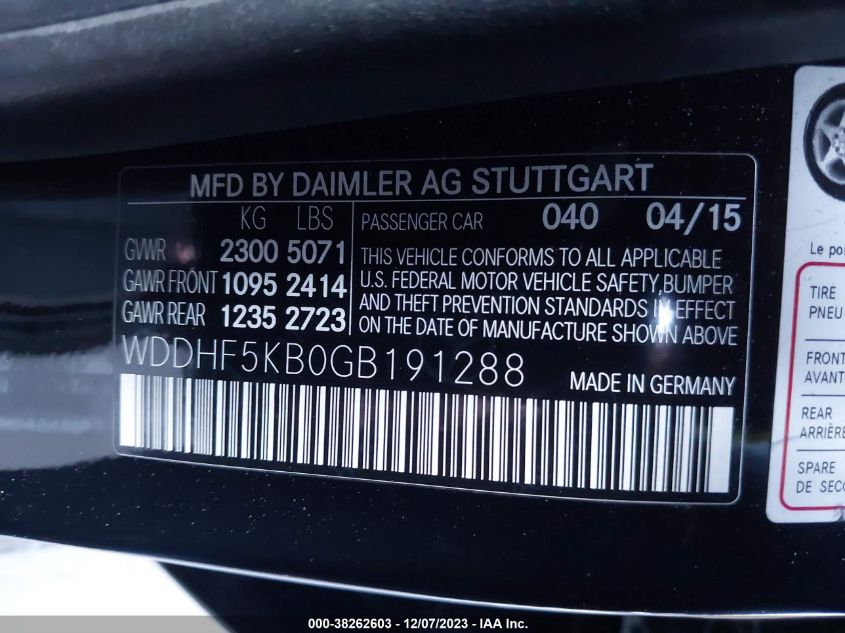 MFD BY DAIMLER AG STUTTGART
KG LBS
GVWR 2300 5071
GAWR FRONT 1095 2414
GAWR REAR 1235 2723
PASSENGER CAR 040 04/15
THIS VEHICLE CONFORMS TO ALL APPLICABLE
U.S. FEDERAL MOTOR VEHICLE SAFETY,BUMPER
AND THEFT PREVENTION STANDARDS IN EFFECT
ON THE DATE OF MANUFACTURE SHOWN ABOVE
WDDHF5KB0GB191288
MADE IN GERMANY
Le po
TIRE
PNEU
FRONT
AVANT
REAR
ARRIÈRE
SPARE
DE SECO
000-38262603 - 12/07/2023 - IAA Inc.